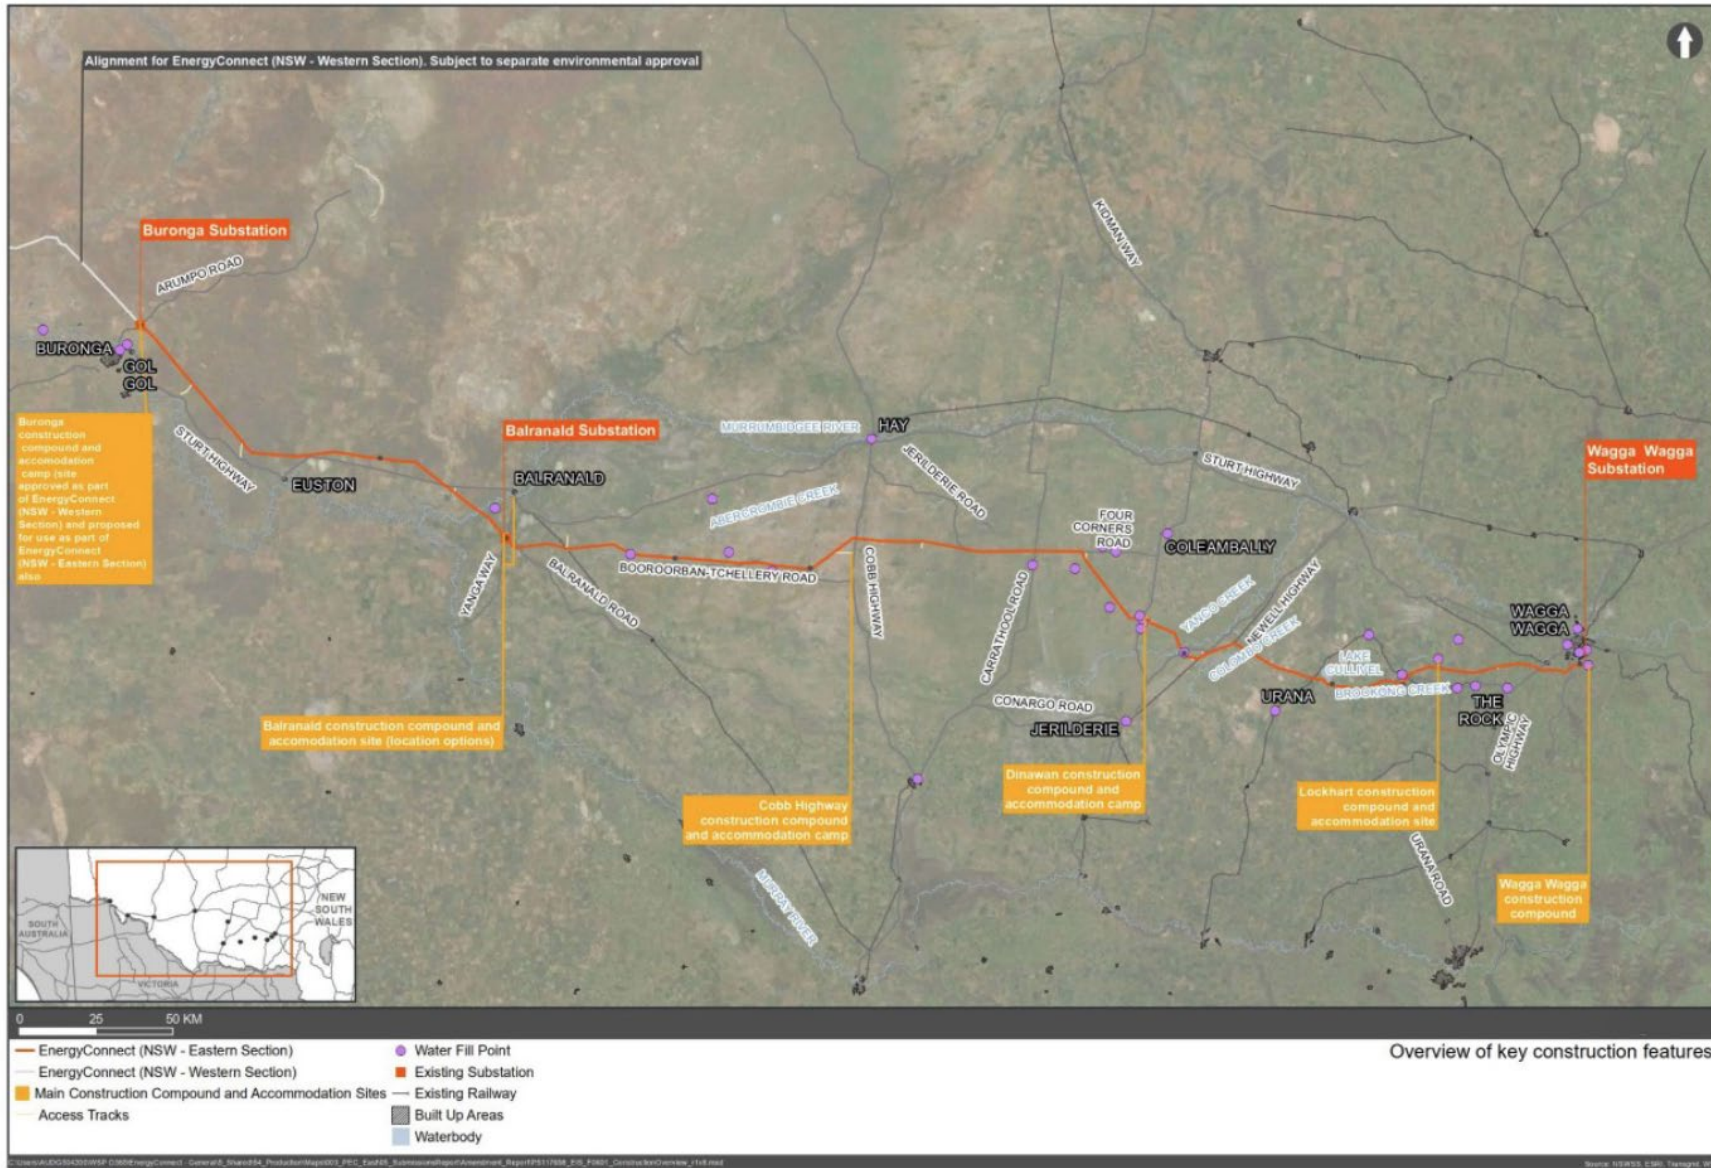 Alignment for EnergyConnect (NSW - Western Section). Subject to separate environmental approval
Buronga Substation
ARUMPO ROAD
KIDMAN WAY
BURONGA
GOL
GOL
Buronga
construction
compound and
accomodation
camp (site
approved as part
of EnergyConnect
(NSW - Western
Section) and proposed
for use as part of
EnergyConnect
(NSW - Eastern Section)
also
STURT HIGHWAY
EUSTON
Balranald Substation
BALRANALD
MURRUMBIDGEE RIVER
HAY
JERILDERIE ROAD
STURT HIGHWAY
Wagga Wagga
Substation
ABERCROMBIE CREEK
FOUR
CORNERS
ROAD
COLEAMBALLY
YANGA WAY
BALRANALD ROAD
BOOROORBAN-TCHELLERY ROAD
COBB HIGHWAY
CARRATHOOL ROAD
YANCO CREEK
NEWELL HIGHWAY
COLOMBO CREEK
WAGGA
WAGGA
LAKE
CULLIVEL
BROOKONG CREEK
URANA
THE
ROCK
OLYMPIC
HIGHWAY
CONARGO ROAD
JERILDERIE
Balranald construction compound and
accomodation site (location options)
Cobb Highway
construction compound
and accommodation camp
Dinawan construction
compound and
accommodation camp
Lockhart construction
compound and
accommodation site
URANA ROAD
Wagga Wagga
construction
compound
MURRAY RIVER
SOUTH
AUSTRALIA
NEW
SOUTH
WALES
VICTORIA
0 25 50 KM
EnergyConnect (NSW - Eastern Section)
EnergyConnect (NSW - Western Section)
Main Construction Compound and Accommodation Sites
Access Tracks
Water Fill Point
Existing Substation
Existing Railway
Built Up Areas
Waterbody
Overview of key construction features
Source: NSWSS, ESRI, Transgrid,